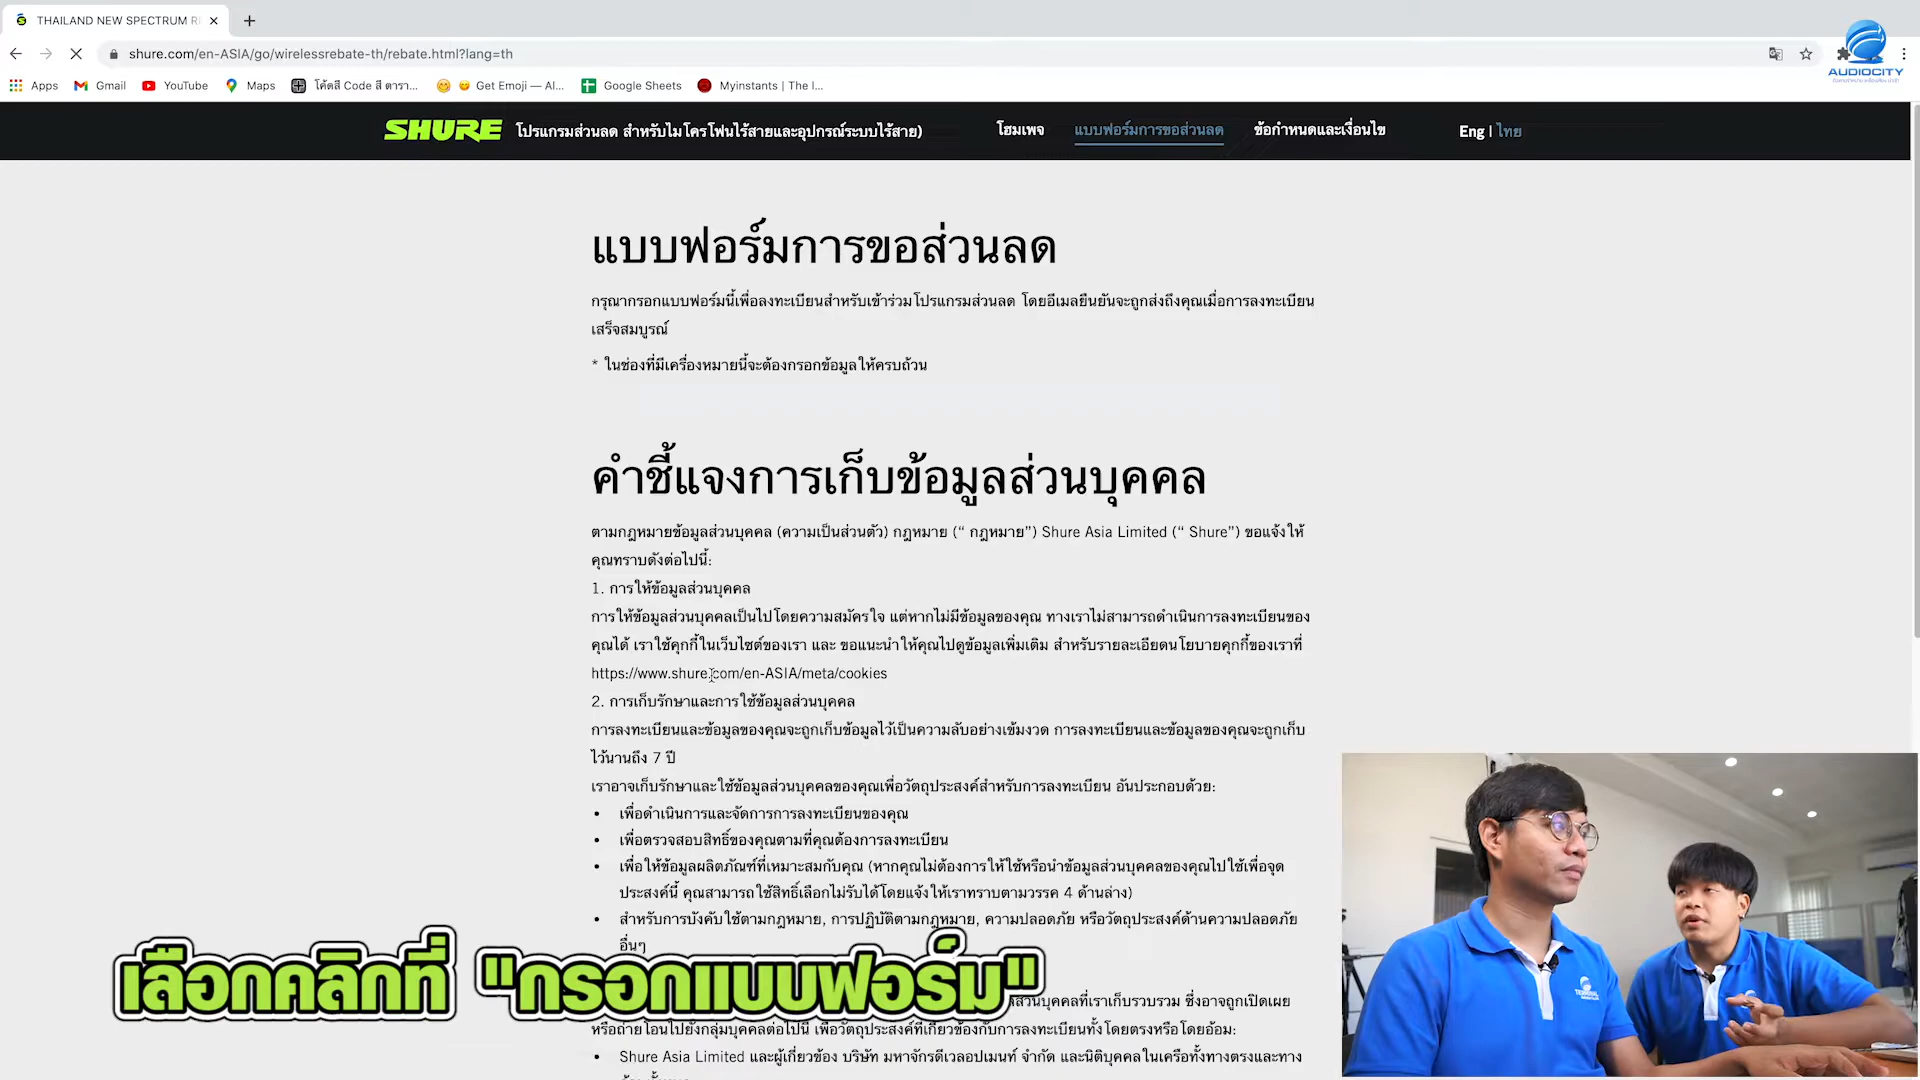 THAILAND NEW SPECTRUM R
shure.com/en-ASIA/go/wirelessrebate-th/rebate.html?lang=th
AUDIOCITY
Apps Gmail YouTube Maps โค้ดสี Code สี ตารา... Get Emoji — Al... Google Sheets Myinstants | The l...
SHURE โปรแกรมส่วนลด สำหรับไมโครโฟนไร้สายและอุปกรณ์ระบบไร้สาย) โฮมเพจ แบบฟอร์มการขอส่วนลด ข้อกำหนดและเงื่อนไข Eng | ไทย
แบบฟอร์มการขอส่วนลด
กรุณากรอกแบบฟอร์มนี้เพื่อลงทะเบียนสำหรับเข้าร่วมโปรแกรมส่วนลด โดยอีเมลยืนยันจะถูกส่งถึงคุณเมื่อการลงทะเบียน
เสร็จสมบูรณ์
* ในช่องที่มีเครื่องหมายนี้จะต้องกรอกข้อมูลให้ครบถ้วน
คำชี้แจงการเก็บข้อมูลส่วนบุคคล
ตามกฎหมายข้อมูลส่วนบุคคล (ความเป็นส่วนตัว) กฎหมาย (“ กฎหมาย”) Shure Asia Limited (“ Shure”) ขอแจ้งให้
คุณทราบดังต่อไปนี้:
1. การให้ข้อมูลส่วนบุคคล
การให้ข้อมูลส่วนบุคคลเป็นไปโดยความสมัครใจ แต่หากไม่มีข้อมูลของคุณ ทางเราไม่สามารถดำเนินการลงทะเบียนของ
คุณได้ เราใช้คุกกี้ในเว็บไซต์ของเรา และ ขอแนะนำให้คุณไปดูข้อมูลเพิ่มเติม สำหรับรายละเอียดนโยบายคุกกี้ของเราที่
https://www.shure.com/en-ASIA/meta/cookies
2. การเก็บรักษาและการใช้ข้อมูลส่วนบุคคล
การลงทะเบียนและข้อมูลของคุณจะถูกเก็บข้อมูลไว้เป็นความลับอย่างเข้มงวด การลงทะเบียนและข้อมูลของคุณจะถูกเก็บ
ไว้นานถึง 7 ปี
เราอาจเก็บรักษาและใช้ข้อมูลส่วนบุคคลของคุณเพื่อวัตถุประสงค์สำหรับการลงทะเบียน อันประกอบด้วย:
• เพื่อดำเนินการและจัดการการลงทะเบียนของคุณ
• เพื่อตรวจสอบสิทธิ์ของคุณตามที่คุณต้องการลงทะเบียน
• เพื่อให้ข้อมูลผลิตภัณฑ์ที่เหมาะสมกับคุณ (หากคุณไม่ต้องการให้ใช้หรือนำข้อมูลส่วนบุคคลของคุณไปใช้เพื่อจุด
ประสงค์นี้ คุณสามารถใช้สิทธิ์เลือกไม่รับได้โดยแจ้งให้เราทราบตามวรรค 4 ด้านล่าง)
• สำหรับการบังคับใช้ตามกฎหมาย, การปฏิบัติตามกฎหมาย, ความปลอดภัย หรือวัตถุประสงค์ด้านความปลอดภัย
อื่นๆ
เลือกคลิกที่ "กรอกแบบฟอร์ม"
ส่วนบุคคลที่เราเก็บรวบรวม ซึ่งอาจถูกเปิดเผย
หรือถ่ายโอนไปยังกลุ่มบุคคลต่อไปนี้ เพื่อวัตถุประสงค์ที่เกี่ยวข้องกับการลงทะเบียนทั้งโดยตรงหรือโดยอ้อม:
• Shure Asia Limited และผู้เกี่ยวข้อง บริษัท มหาจักรดีเวลอปเมนท์ จำกัด และนิติบุคคลในเครือทั้งทางตรงและทาง